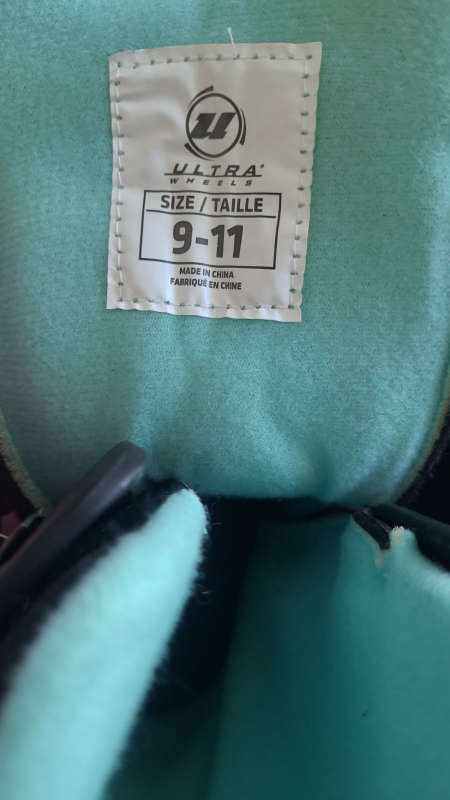 U
ULTRA
WHEELS
SIZE / TAILLE
9-11
MADE IN CHINA
FABRIQUÉ EN CHINE